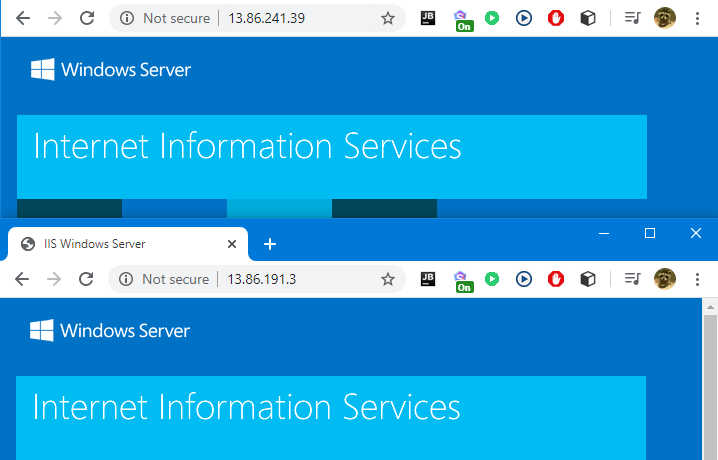 Not secure | 13.86.241.39
JB
On
Windows Server
Internet Information Services
IIS Windows Server
Not secure | 13.86.191.3
JB
On
Windows Server
Internet Information Services